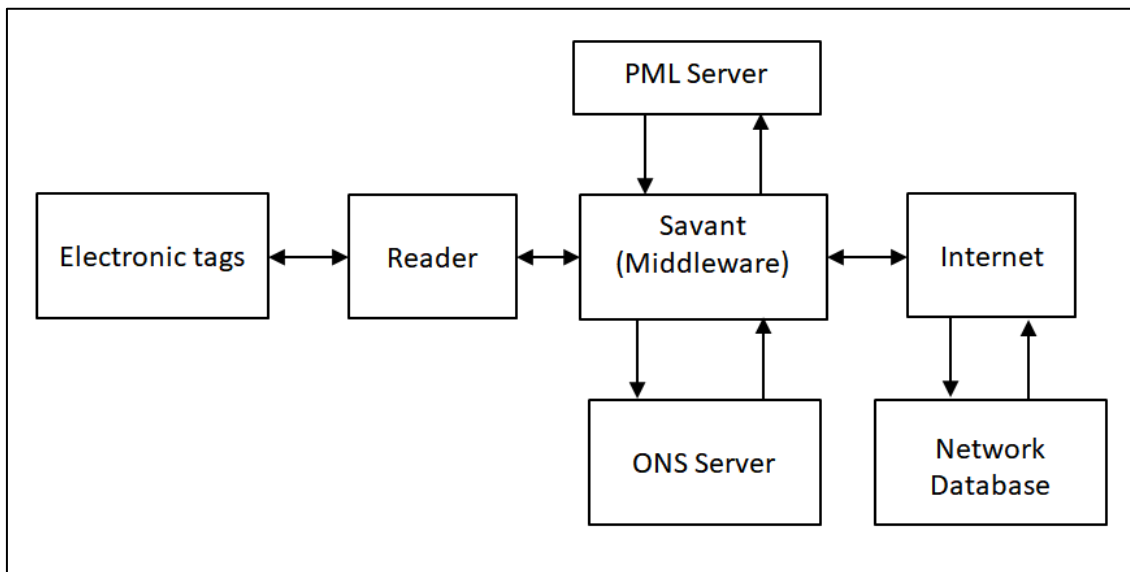 PML Server
Electronic tags
Reader
Savant
(Middleware)
Internet
ONS Server
Network
Database